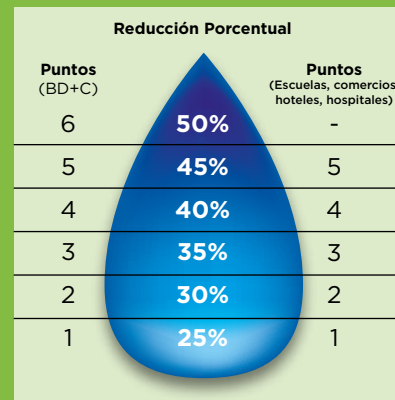 Reducción Porcentual
Puntos
(BD+C)
Puntos
(Escuelas, comercios
hoteles, hospitales)
6 50% -
5 45% 5
4 40% 4
3 35% 3
2 30% 2
1 25% 1